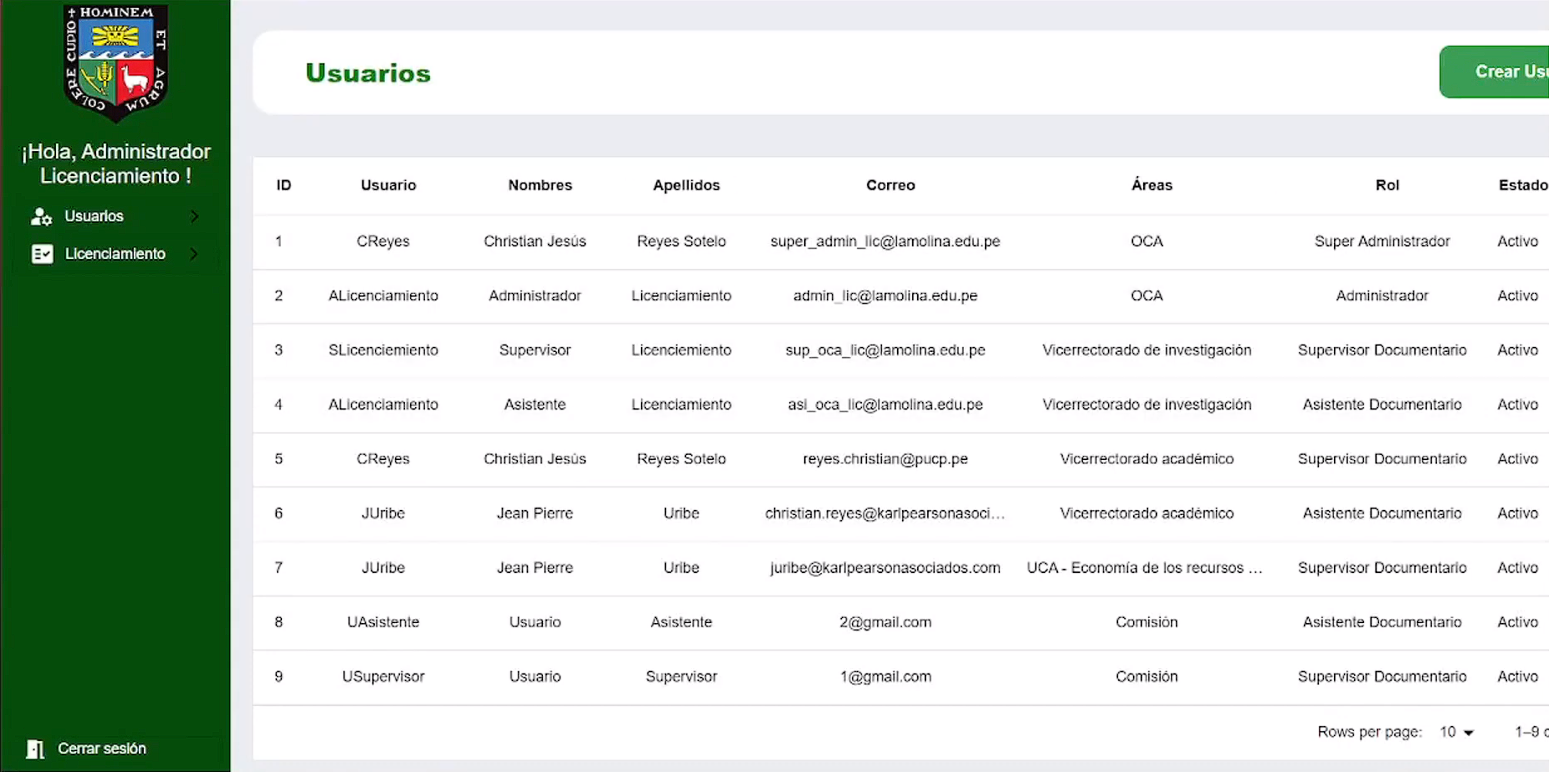 HOMINEM
ET AGRUM
COLERE CUDIO
¡Hola, Administrador
Licenciamiento !
Usuarios
Licenciamiento
Cerrar sesión
Usuarios
Crear Usu
ID Usuario Nombres Apellidos Correo Áreas Rol Estado
1 CReyes Christian Jesús Reyes Sotelo super_admin_lic@lamolina.edu.pe OCA Super Administrador Activo
2 ALicenciamiento Administrador Licenciamiento admin_lic@lamolina.edu.pe OCA Administrador Activo
3 SLicenciemiento Supervisor Licenciemiento sup_oca_lic@lamolina.edu.pe Vicerrectorado de investigación Supervisor Documentario Activo
4 ALicenciamiento Asistente Licenciamiento asi_oca_lic@lamolina.edu.pe Vicerrectorado de investigación Asistente Documentario Activo
5 CReyes Christian Jesús Reyes Sotelo reyes.christian@pucp.pe Vicerrectorado académico Supervisor Documentario Activo
6 JUribe Jean Pierre Uribe christian.reyes@karlpearsonasoci... Vicerrectorado académico Asistente Documentario Activo
7 JUribe Jean Pierre Uribe juribe@karlpearsonasociados.com UCA - Economía de los recursos ... Supervisor Documentario Activo
8 UAsistente Usuario Asistente 2@gmail.com Comisión Asistente Documentario Activo
9 USupervisor Usuario Supervisor 1@gmail.com Comisión Supervisor Documentario Activo
Rows per page: 10 1–9